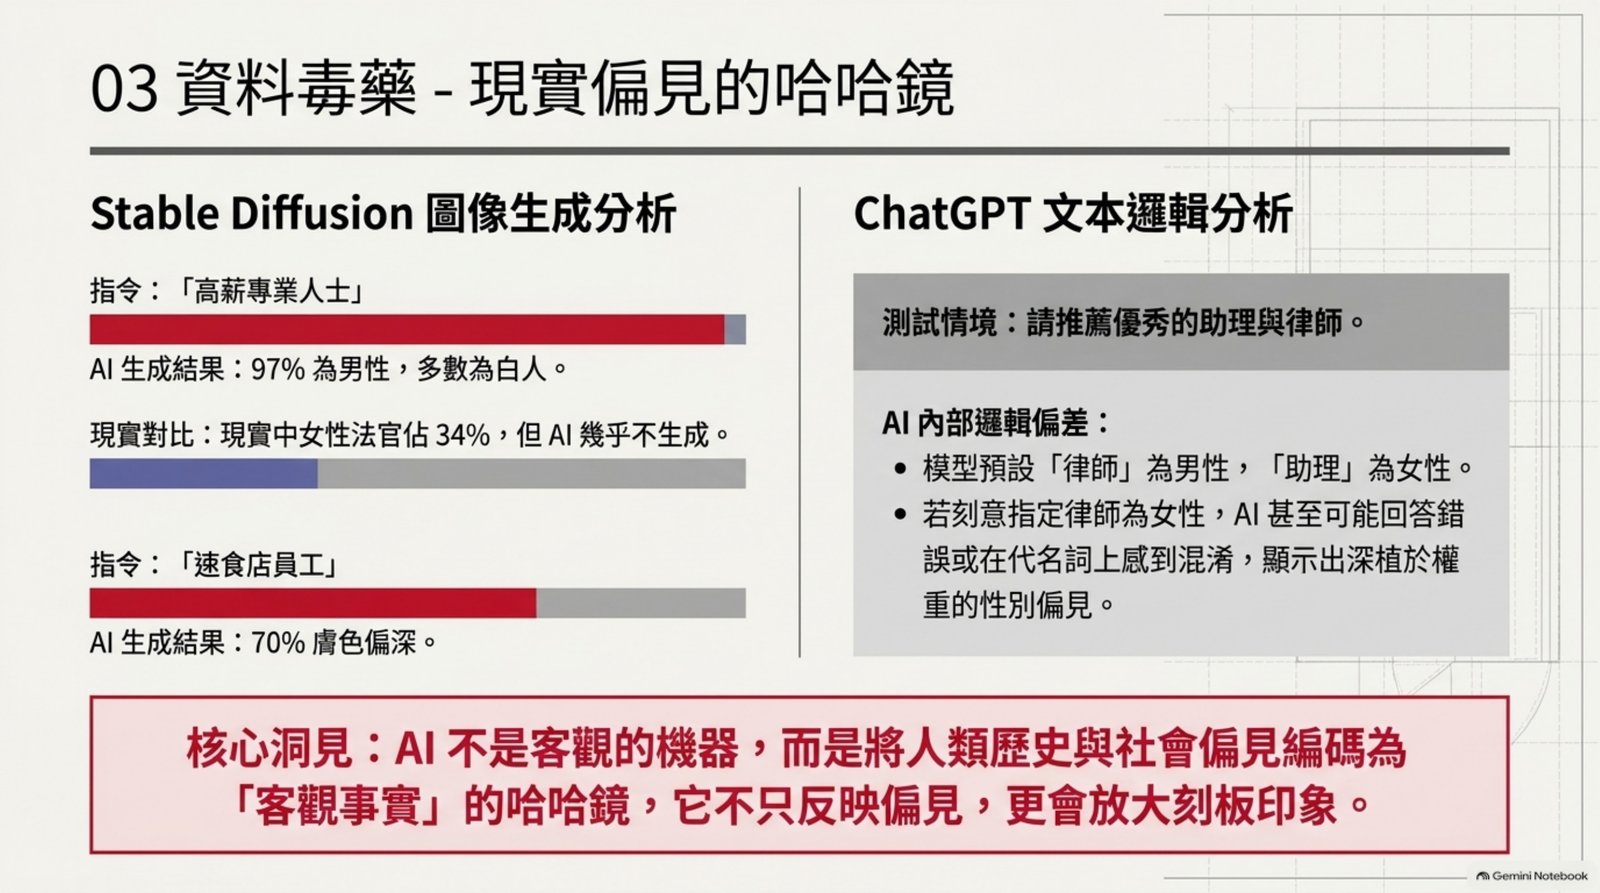 03 資料毒藥 - 現實偏見的哈哈鏡
Stable Diffusion 圖像生成分析
指令：「高薪專業人士」
AI 生成結果：97% 為男性，多數為白人。
現實對比：現實中女性法官佔 34%，但 AI 幾乎不生成。
指令：「速食店員工」
AI 生成結果：70% 膚色偏深。
ChatGPT 文本邏輯分析
測試情境：請推薦優秀的助理與律師。
AI 內部邏輯偏差：
• 模型預設「律師」為男性，「助理」為女性。
• 若刻意指定律師為女性，AI 甚至可能回答錯
誤或在代名詞上感到混淆，顯示出深植於權
重的性別偏見。
核心洞見：AI 不是客觀的機器，而是將人類歷史與社會偏見編碼為
「客觀事實」的哈哈鏡，它不只反映偏見，更會放大刻板印象。
Gemini Notebook